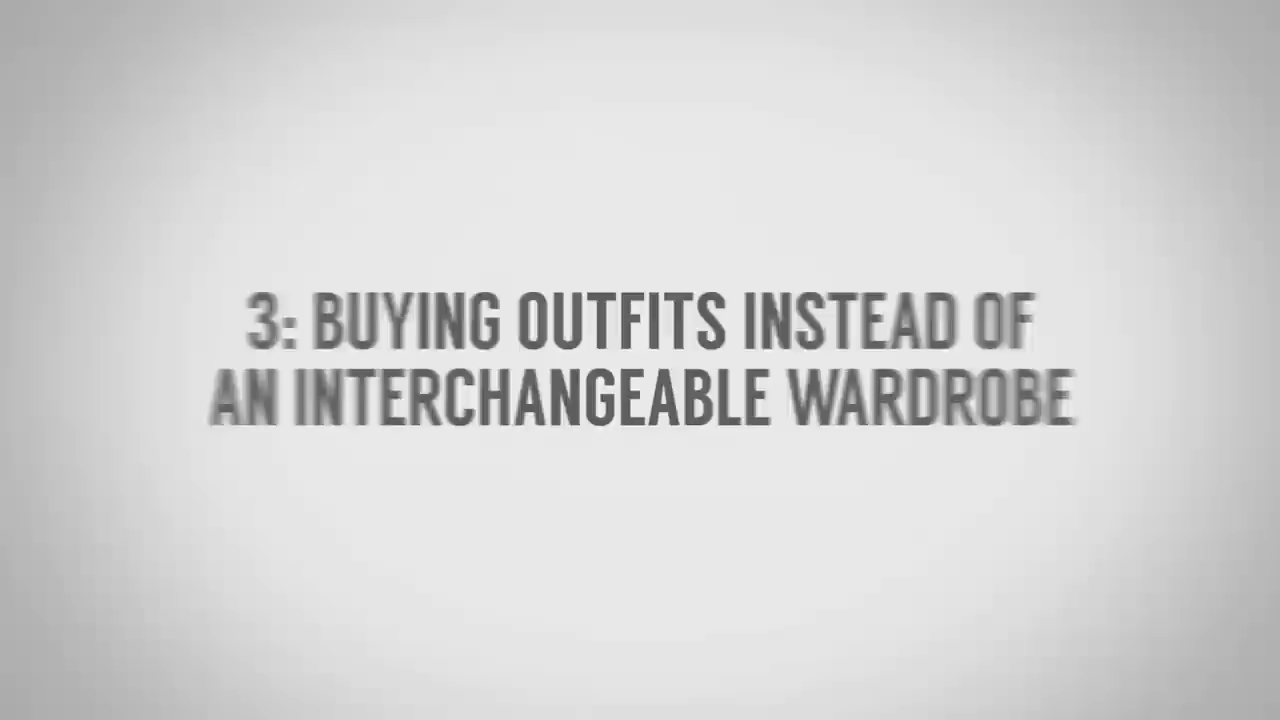 3: BUYING OUTFITS INSTEAD OF
AN INTERCHANGEABLE WARDROBE